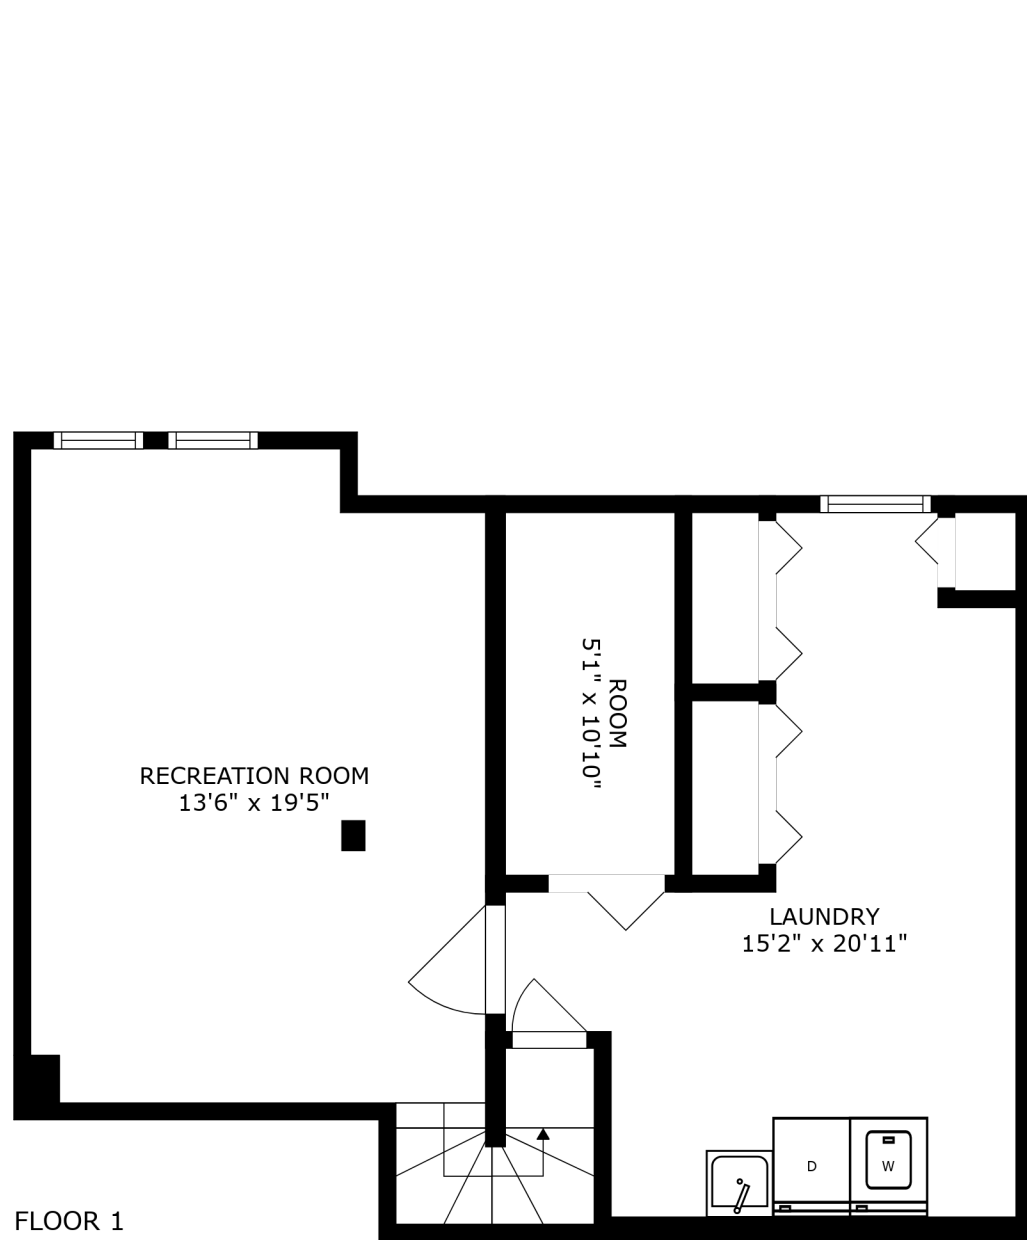 ROOM
5'1" x 10'10"
RECREATION ROOM
13'6" x 19'5"
LAUNDRY
15'2" x 20'11"
D
W
FLOOR 1